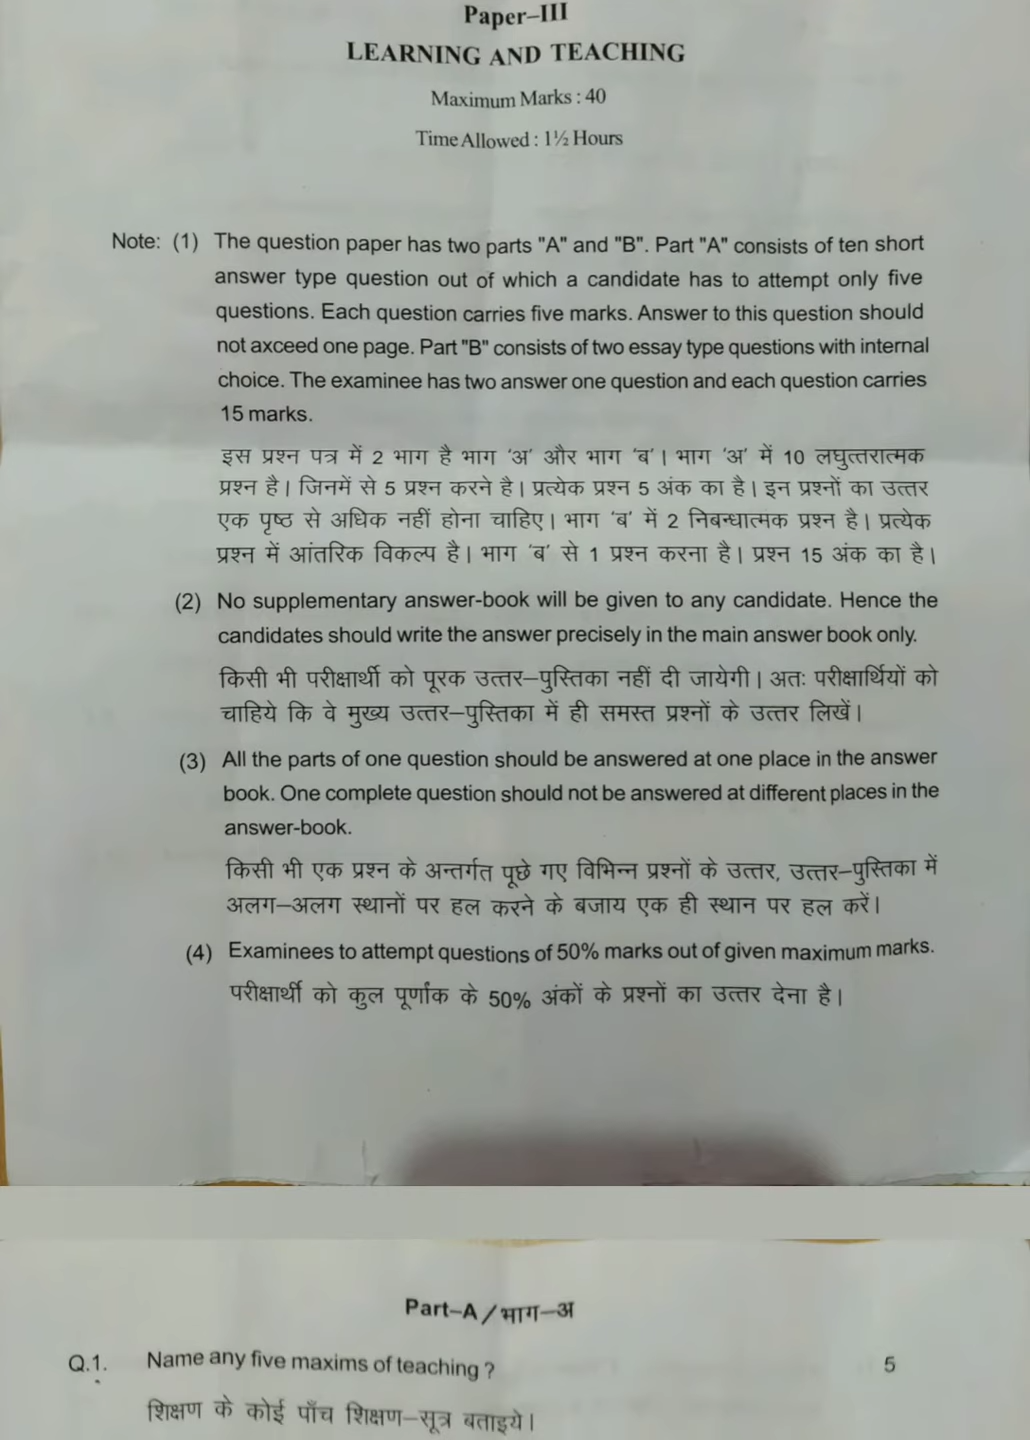 Paper–III
LEARNING AND TEACHING
Maximum Marks : 40
Time Allowed : 1½ Hours
Note: (1) The question paper has two parts "A" and "B". Part "A" consists of ten short
answer type question out of which a candidate has to attempt only five
questions. Each question carries five marks. Answer to this question should
not axceed one page. Part "B" consists of two essay type questions with internal
choice. The examinee has two answer one question and each question carries
15 marks.
इस प्रश्न पत्र में 2 भाग है भाग 'अ' और भाग 'ब'। भाग 'अ' में 10 लघुत्तरात्मक
प्रश्न है। जिनमें से 5 प्रश्न करने है। प्रत्येक प्रश्न 5 अंक का है। इन प्रश्नों का उत्तर
एक पृष्ठ से अधिक नहीं होना चाहिए। भाग 'ब' में 2 निबन्धात्मक प्रश्न है। प्रत्येक
प्रश्न में आंतरिक विकल्प है। भाग 'ब' से 1 प्रश्न करना है। प्रश्न 15 अंक का है।
(2) No supplementary answer-book will be given to any candidate. Hence the
candidates should write the answer precisely in the main answer book only.
किसी भी परीक्षार्थी को पूरक उत्तर–पुस्तिका नहीं दी जायेगी। अतः परीक्षार्थियों को
चाहिये कि वे मुख्य उत्तर–पुस्तिका में ही समस्त प्रश्नों के उत्तर लिखें।
(3) All the parts of one question should be answered at one place in the answer
book. One complete question should not be answered at different places in the
answer-book.
किसी भी एक प्रश्न के अन्तर्गत पूछे गए विभिन्न प्रश्नों के उत्तर, उत्तर–पुस्तिका में
अलग–अलग स्थानों पर हल करने के बजाय एक ही स्थान पर हल करें।
(4) Examinees to attempt questions of 50% marks out of given maximum marks.
परीक्षार्थी को कुल पूर्णांक के 50% अंकों के प्रश्नों का उत्तर देना है।
Part–A / भाग–अ
Q.1. Name any five maxims of teaching ? 5
शिक्षण के कोई पाँच शिक्षण–सूत्र बताइये।